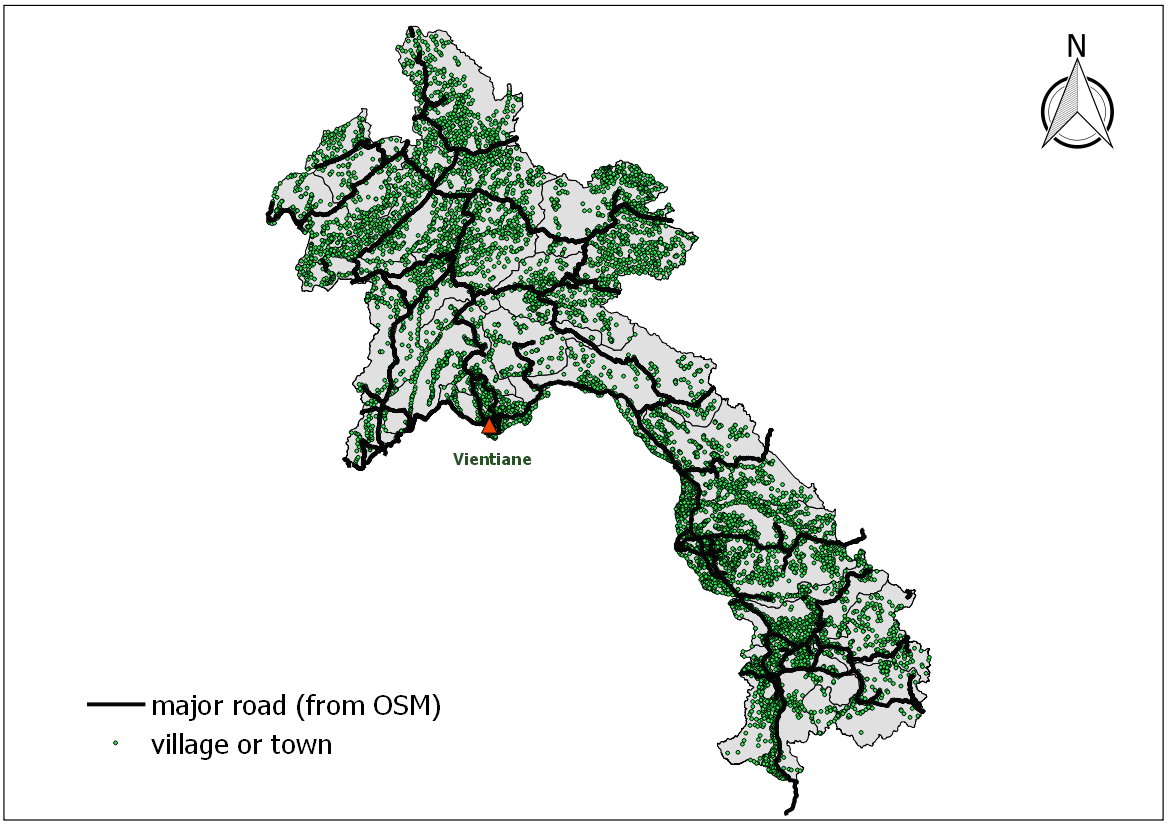 N
Vientiane
major road (from OSM)
village or town